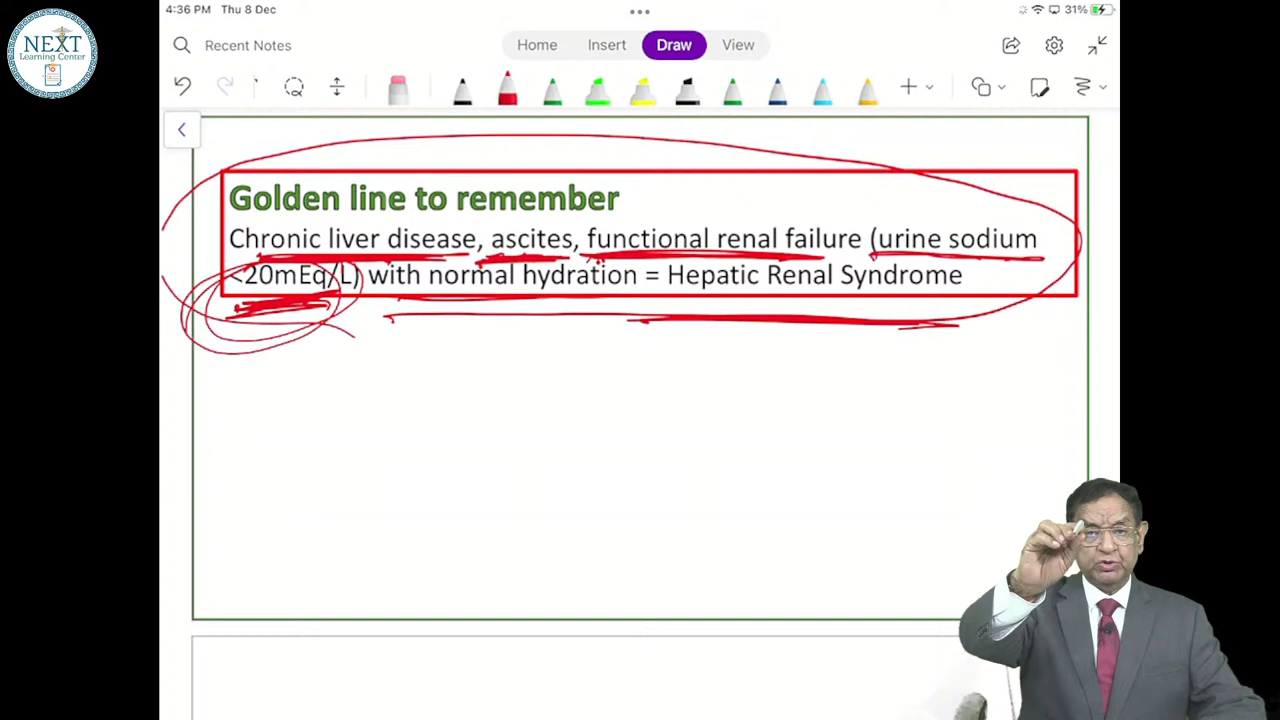 4:36 PM Thu 8 Dec
31%
NEXT
Learning Center
Recent Notes
Home Insert Draw View
Golden line to remember
Chronic liver disease, ascites, functional renal failure (urine sodium
<20mEq/L) with normal hydration = Hepatic Renal Syndrome